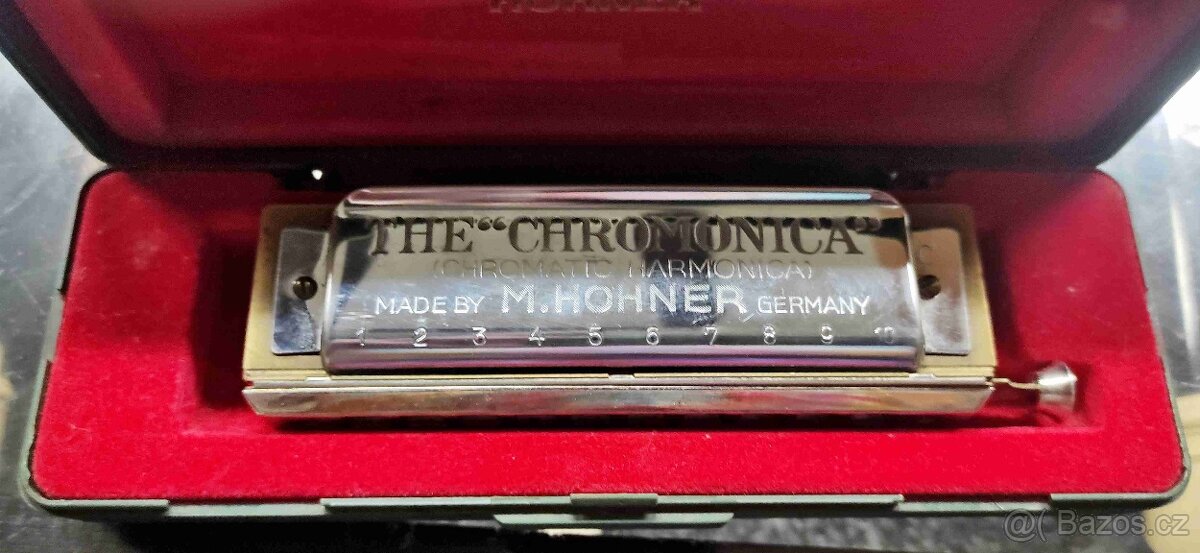 HOHNER
THE "CHROMONICA"
(CHROMATIC HARMONICA)
MADE BY M. HOHNER GERMANY
1 2 3 4 5 6 7 8 9 10
C
@( Bazos.cz